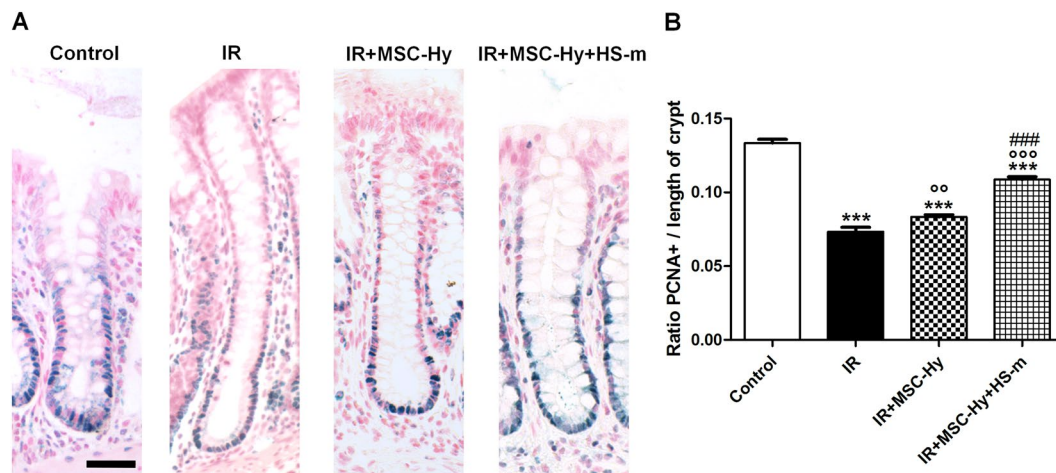 A
Control IR IR+MSC-Hy IR+MSC-Hy+HS-m
B
Ratio PCNA+ / length of crypt
0.15
0.10
0.05
0.00
***
°°
***
###
°°°
***
Control
IR
IR+MSC-Hy
IR+MSC-Hy+HS-m